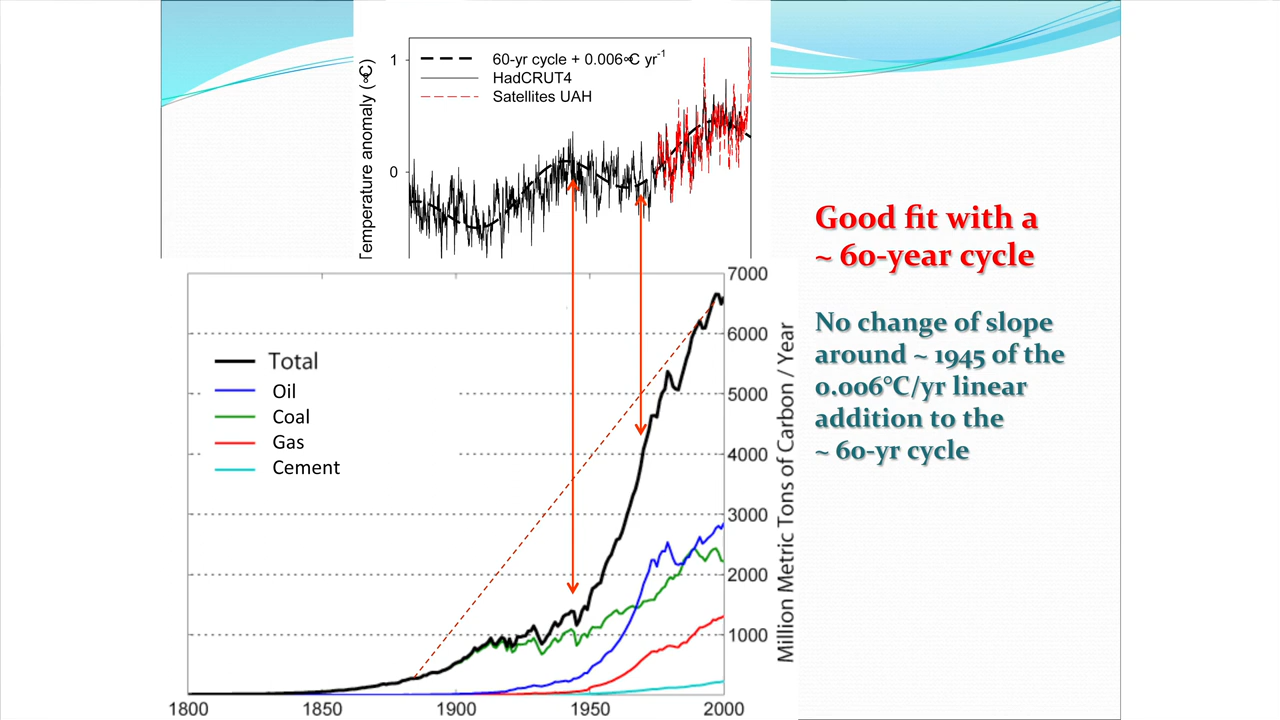 Temperature anomaly (∝C)
1
0
60-yr cycle + 0.006∝C yr-1
HadCRUT4
Satellites UAH
Good fit with a
~ 60-year cycle
No change of slope
around ~ 1945 of the
0.006°C/yr linear
addition to the
~ 60-yr cycle
Total
Oil
Coal
Gas
Cement
7000
6000
5000
4000
3000
2000
1000
Million Metric Tons of Carbon / Year
1800
1850
1900
1950
2000